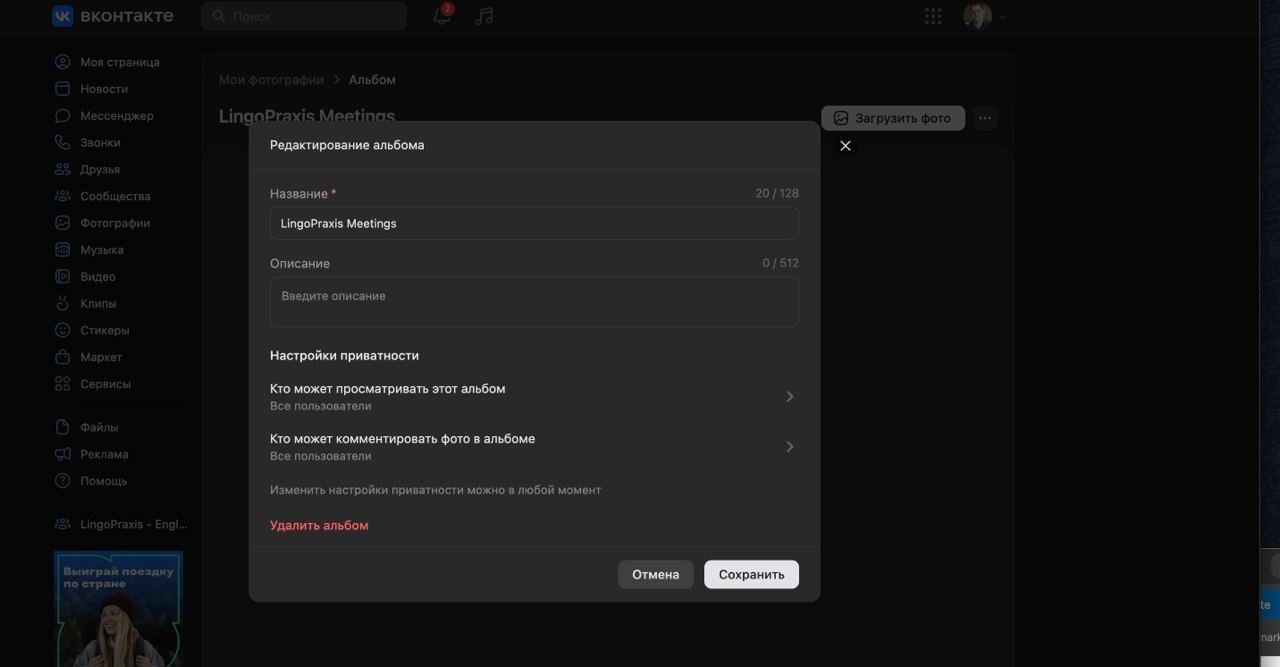 вконтакте
Поиск
2
Моя страница
Новости
Мессенджер
Звонки
Друзья
Сообщества
Фотографии
Музыка
Видео
Клипы
Стикеры
Маркет
Сервисы
Файлы
Реклама
Помощь
LingoPraxis - Engl...
Выиграй поездку
по стране
Мои фотографии > Альбом
LingoPraxis Meetings
Загрузить фото
Редактирование альбома
Название *
20 / 128
LingoPraxis Meetings
Описание
0 / 512
Введите описание
Настройки приватности
Кто может просматривать этот альбом
Все пользователи
Кто может комментировать фото в альбоме
Все пользователи
Изменить настройки приватности можно в любой момент
Удалить альбом
Отмена
Сохранить
te
mark